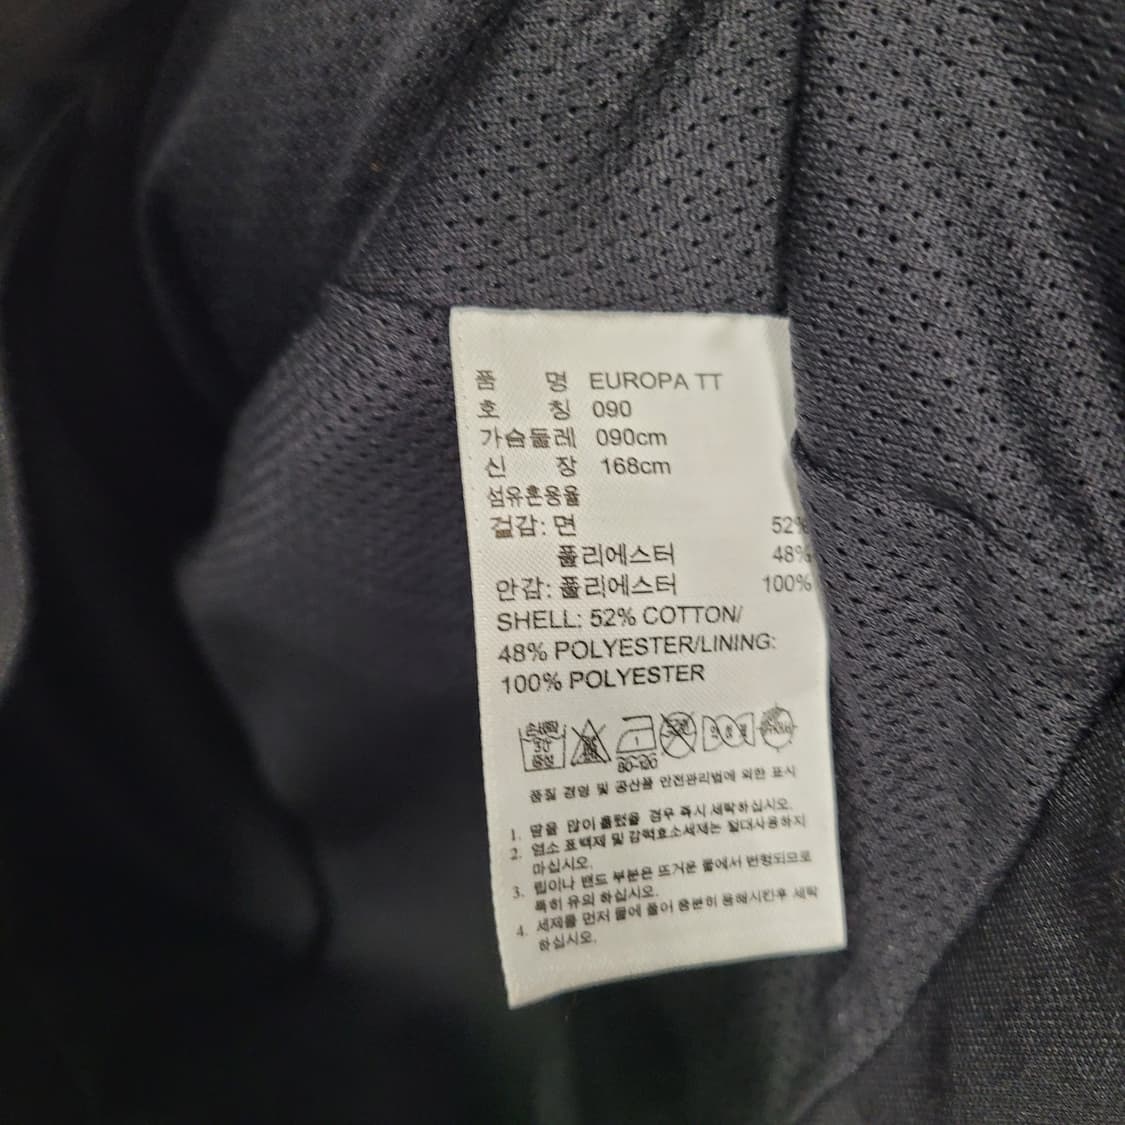 품 명 EUROPA TT
호 칭 090
가슴둘레 090cm
신 장 168cm
섬유혼용율
겉감: 면 52%
폴리에스터 48%
안감: 폴리에스터 100%
SHELL: 52% COTTON/
48% POLYESTER/LINING:
100% POLYESTER
손세탁
30
중성
80-120
품질 경영 및 공산품 안전관리법에 의한 표시
1. 땀을 많이 흘렸을 경우 즉시 세탁하십시오.
2. 염소 표백제 및 강력효소세제는 절대사용하지
마십시오.
3. 립이나 밴드 부분은 뜨거운 물에서 변형되므로
특히 유의 하십시오.
4. 세제를 먼저 물에 풀어 충분히 용해시킨후 세탁
하십시오.